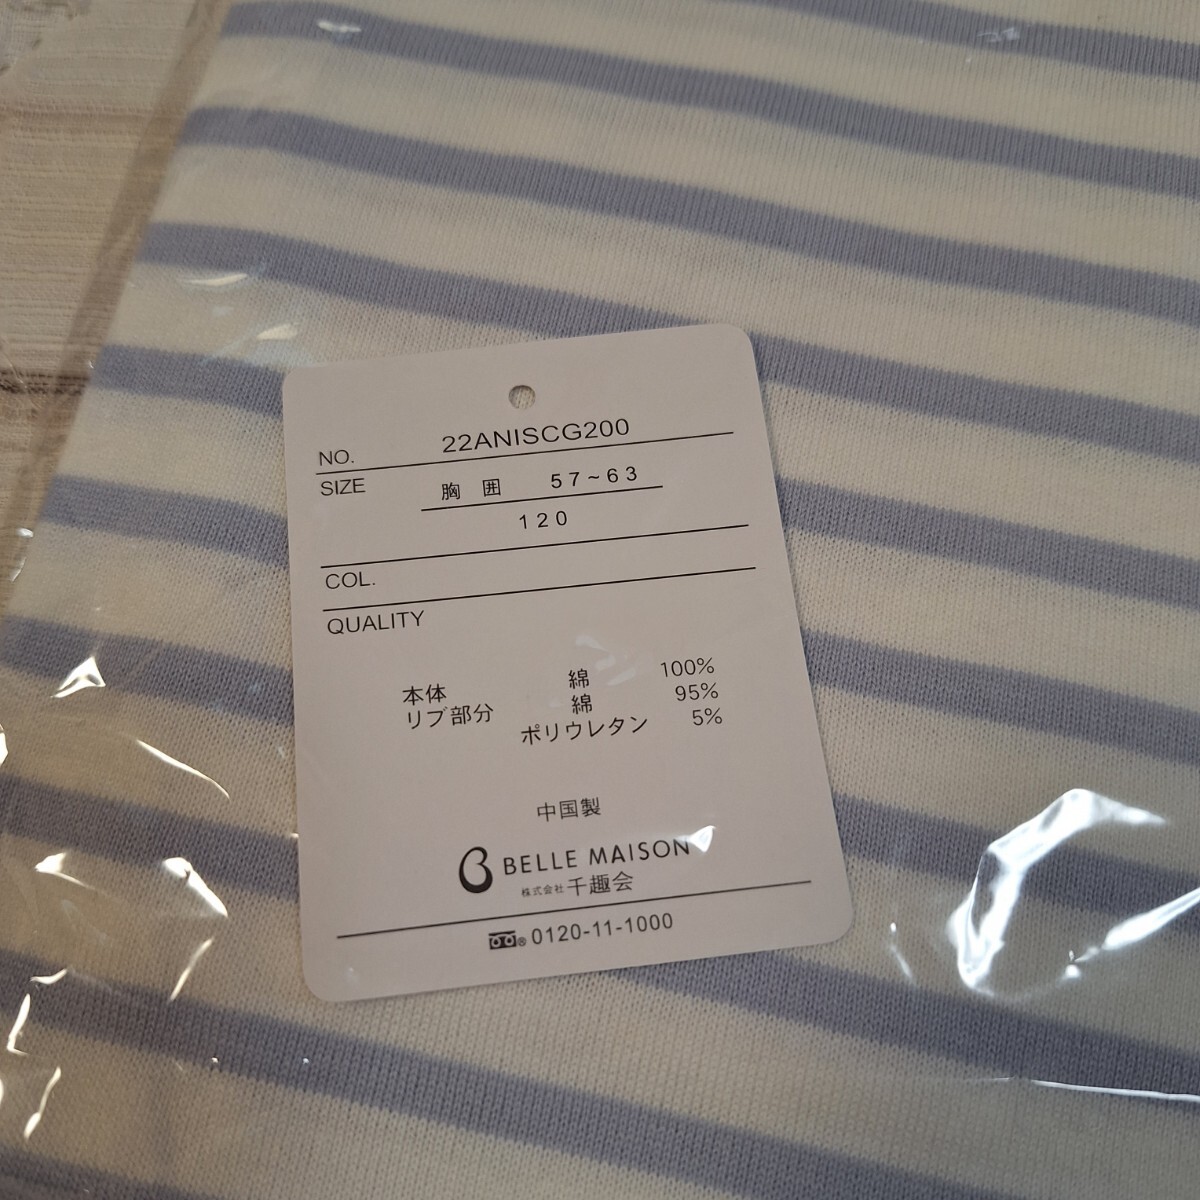 NO. 22ANISCG200
SIZE 胸囲 57~63
120
COL.
QUALITY
本体 綿 100%
リブ部分 綿 95%
ポリウレタン 5%
中国製
BELLE MAISON
株式会社 千趣会
® 0120-11-1000